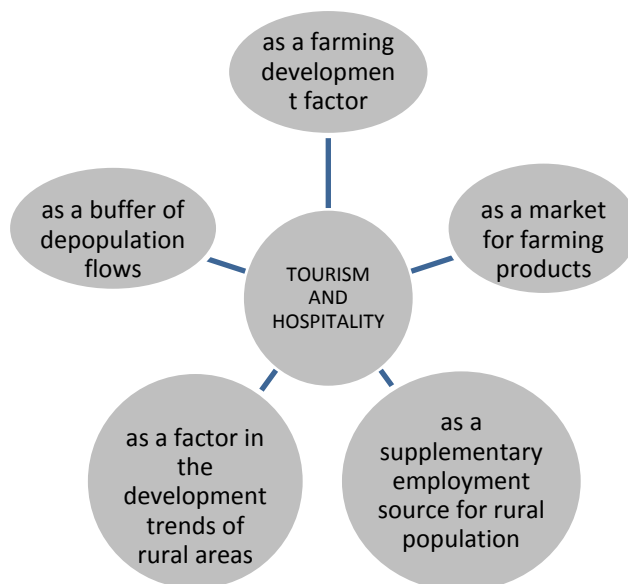 as a farming
developmen
t factor
as a buffer of
depopulation
flows
as a market
for farming
products
TOURISM
AND
HOSPITALITY
as a factor in
the
development
trends of
rural areas
as a
supplementary
employment
source for rural
population